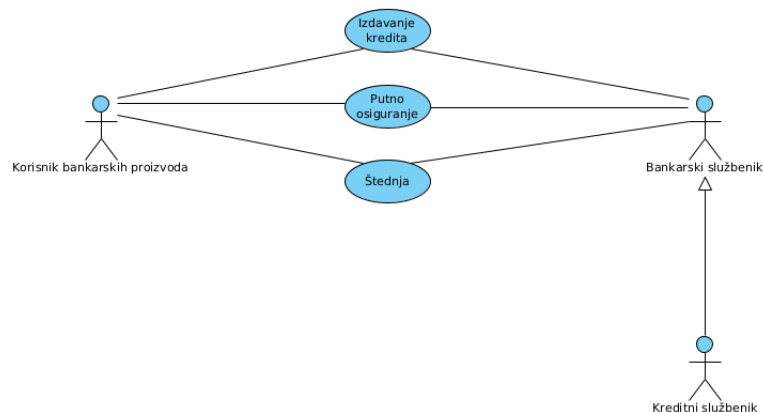 Izdavanje
kredita
Putno
osiguranje
Korisnik bankarskih proizvoda
Bankarski službenik
Štednja
Kreditni službenik